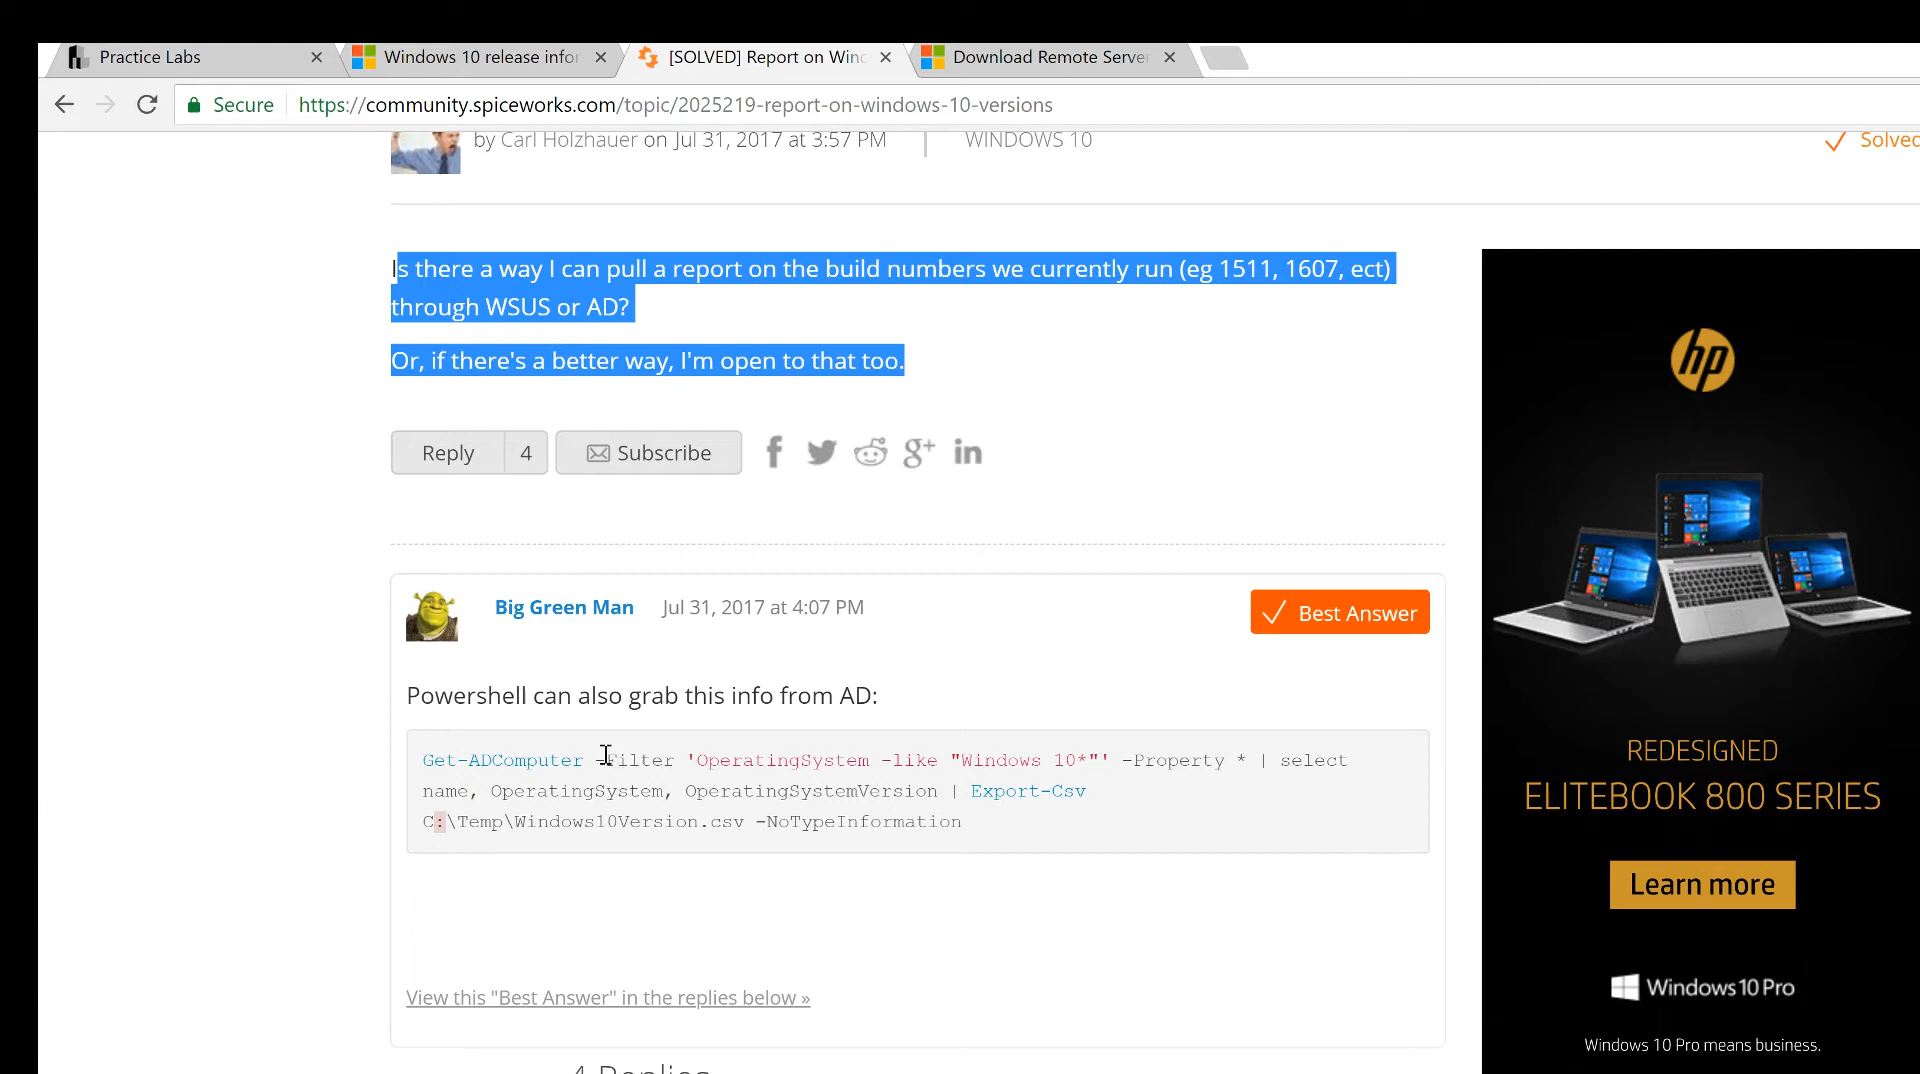 Practice Labs
Windows 10 release infor
[SOLVED] Report on Winc
Download Remote Server
Secure https://community.spiceworks.com/topic/2025219-report-on-windows-10-versions
by Carl Holzhauer on Jul 31, 2017 at 3:57 PM
WINDOWS 10
Solved
Is there a way I can pull a report on the build numbers we currently run (eg 1511, 1607, ect)
through WSUS or AD?
Or, if there's a better way, I'm open to that too.
Reply 4
Subscribe
Big Green Man Jul 31, 2017 at 4:07 PM
Best Answer
Powershell can also grab this info from AD:
Get-ADComputer -Filter 'OperatingSystem -like "Windows 10*"' -Property * | select
name, OperatingSystem, OperatingSystemVersion | Export-Csv
C:\Temp\Windows10Version.csv -NoTypeInformation
View this "Best Answer" in the replies below »
4 Replies
hp
REDESIGNED
ELITEBOOK 800 SERIES
Learn more
Windows 10 Pro
Windows 10 Pro means business.